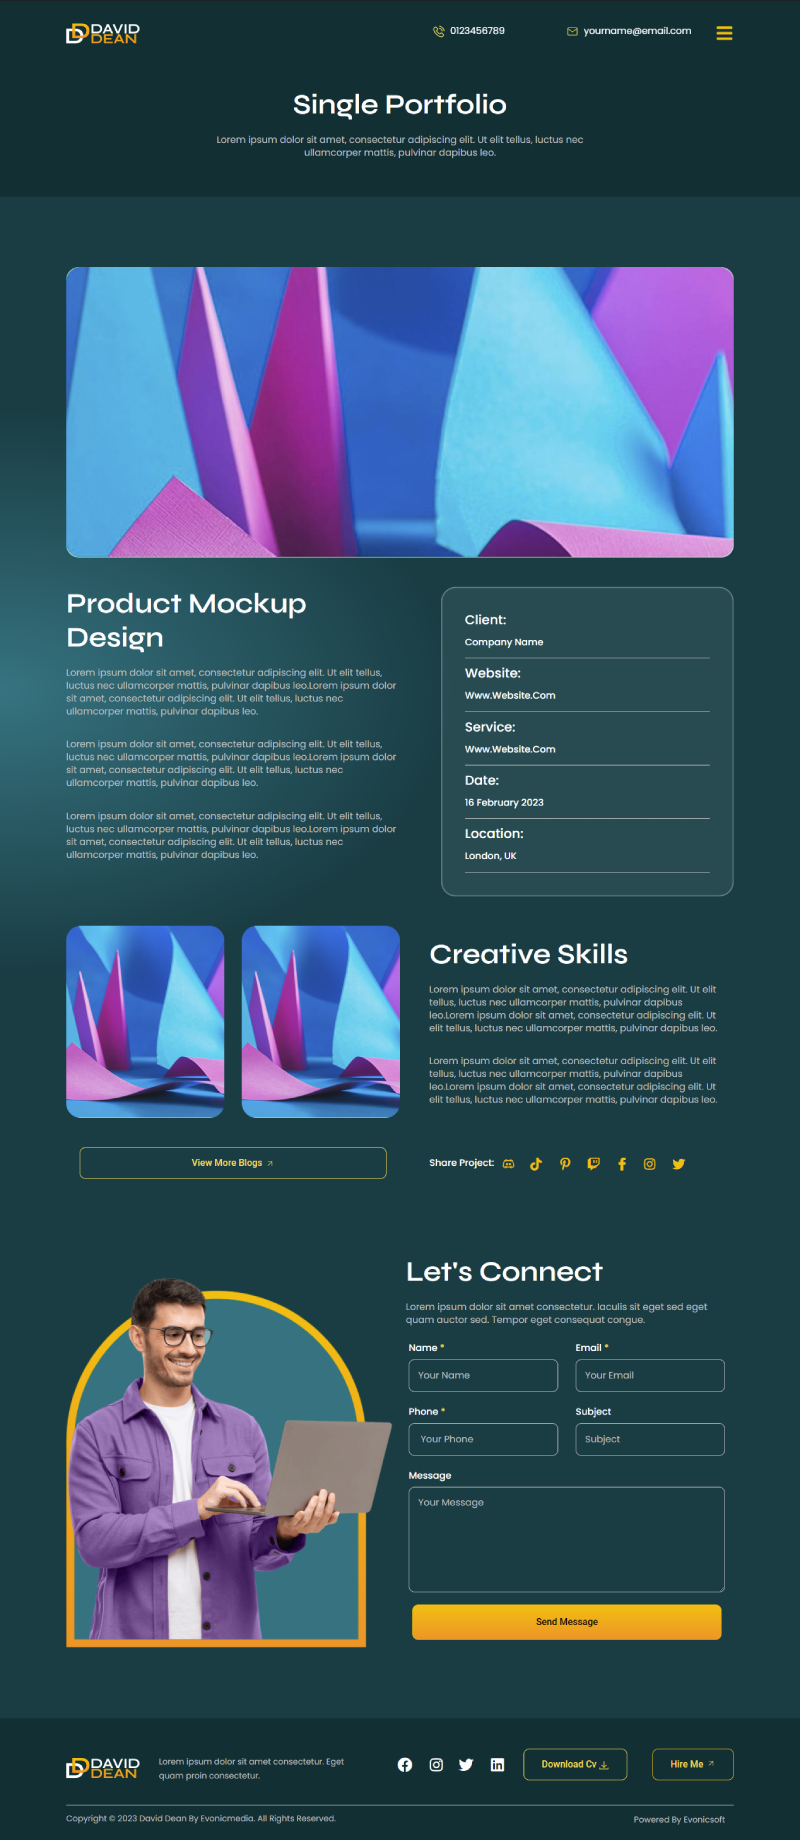 DAVID
DEAN
0123456789
yourname@email.com
Single Portfolio
Lorem ipsum dolor sit amet, consectetur adipiscing elit. Ut elit tellus, luctus nec
ullamcorper mattis, pulvinar dapibus leo.
Product Mockup
Design
Lorem ipsum dolor sit amet, consectetur adipiscing elit. Ut elit tellus,
luctus nec ullamcorper mattis, pulvinar dapibus leo.Lorem ipsum dolor
sit amet, consectetur adipiscing elit. Ut elit tellus, luctus nec
ullamcorper mattis, pulvinar dapibus leo.
Lorem ipsum dolor sit amet, consectetur adipiscing elit. Ut elit tellus,
luctus nec ullamcorper mattis, pulvinar dapibus leo.Lorem ipsum dolor
sit amet, consectetur adipiscing elit. Ut elit tellus, luctus nec
ullamcorper mattis, pulvinar dapibus leo.
Lorem ipsum dolor sit amet, consectetur adipiscing elit. Ut elit tellus,
luctus nec ullamcorper mattis, pulvinar dapibus leo.Lorem ipsum dolor
sit amet, consectetur adipiscing elit. Ut elit tellus, luctus nec
ullamcorper mattis, pulvinar dapibus leo.
Client:
Company Name
Website:
Www.Website.Com
Service:
Www.Website.Com
Date:
16 February 2023
Location:
London, UK
Creative Skills
Lorem ipsum dolor sit amet, consectetur adipiscing elit. Ut elit
tellus, luctus nec ullamcorper mattis, pulvinar dapibus
leo.Lorem ipsum dolor sit amet, consectetur adipiscing elit. Ut
elit tellus, luctus nec ullamcorper mattis, pulvinar dapibus leo.
Lorem ipsum dolor sit amet, consectetur adipiscing elit. Ut elit
tellus, luctus nec ullamcorper mattis, pulvinar dapibus
leo.Lorem ipsum dolor sit amet, consectetur adipiscing elit. Ut
elit tellus, luctus nec ullamcorper mattis, pulvinar dapibus leo.
View More Blogs
Share Project:
Let's Connect
Lorem ipsum dolor sit amet consectetur. Iaculis sit eget sed eget
quam auctor sed. Tempor eget consequat congue.
Name *
Email *
Your Name
Your Email
Phone *
Subject
Your Phone
Subject
Message
Your Message
Send Message
DAVID
DEAN
Lorem ipsum dolor sit amet consectetur. Eget
quam proin consectetur.
Download Cv
Hire Me
Copyright © 2023 David Dean By Evonicmedia. All Rights Reserved.
Powered By Evonicsoft